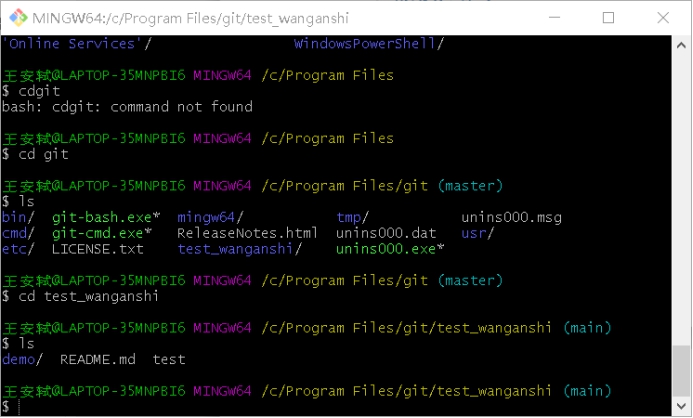 MINGW64:/c/Program Files/git/test_wanganshi
'Online Services'/ WindowsPowerShell/
王安轼@LAPTOP-35MNPBI6 MINGW64 /c/Program Files
$ cdgit
bash: cdgit: command not found
王安轼@LAPTOP-35MNPBI6 MINGW64 /c/Program Files
$ cd git
王安轼@LAPTOP-35MNPBI6 MINGW64 /c/Program Files/git (master)
$ ls
bin/ git-bash.exe* mingw64/ tmp/ unins000.msg
cmd/ git-cmd.exe* ReleaseNotes.html unins000.dat usr/
etc/ LICENSE.txt test_wanganshi/ unins000.exe*
王安轼@LAPTOP-35MNPBI6 MINGW64 /c/Program Files/git (master)
$ cd test_wanganshi
王安轼@LAPTOP-35MNPBI6 MINGW64 /c/Program Files/git/test_wanganshi (main)
$ ls
demo/ README.md test
王安轼@LAPTOP-35MNPBI6 MINGW64 /c/Program Files/git/test_wanganshi (main)
$